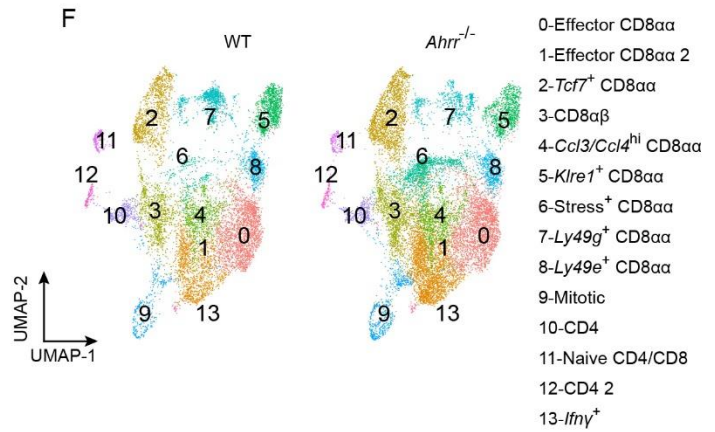 F
WT
Ahrr-/-
0-Effector CD8αα
1-Effector CD8αα 2
2-Tcf7+ CD8αα
3-CD8αβ
4-Ccl3/Ccl4hi CD8αα
5-Klre1+ CD8αα
6-Stress+ CD8αα
7-Ly49g+ CD8αα
8-Ly49e+ CD8αα
9-Mitotic
10-CD4
11-Naive CD4/CD8
12-CD4 2
13-Ifnγ+
2
7
5
11
6
8
12
10
3
4
0
1
9
13
2
7
5
11
6
8
12
10
3
4
0
1
9
13
UMAP-2
UMAP-1